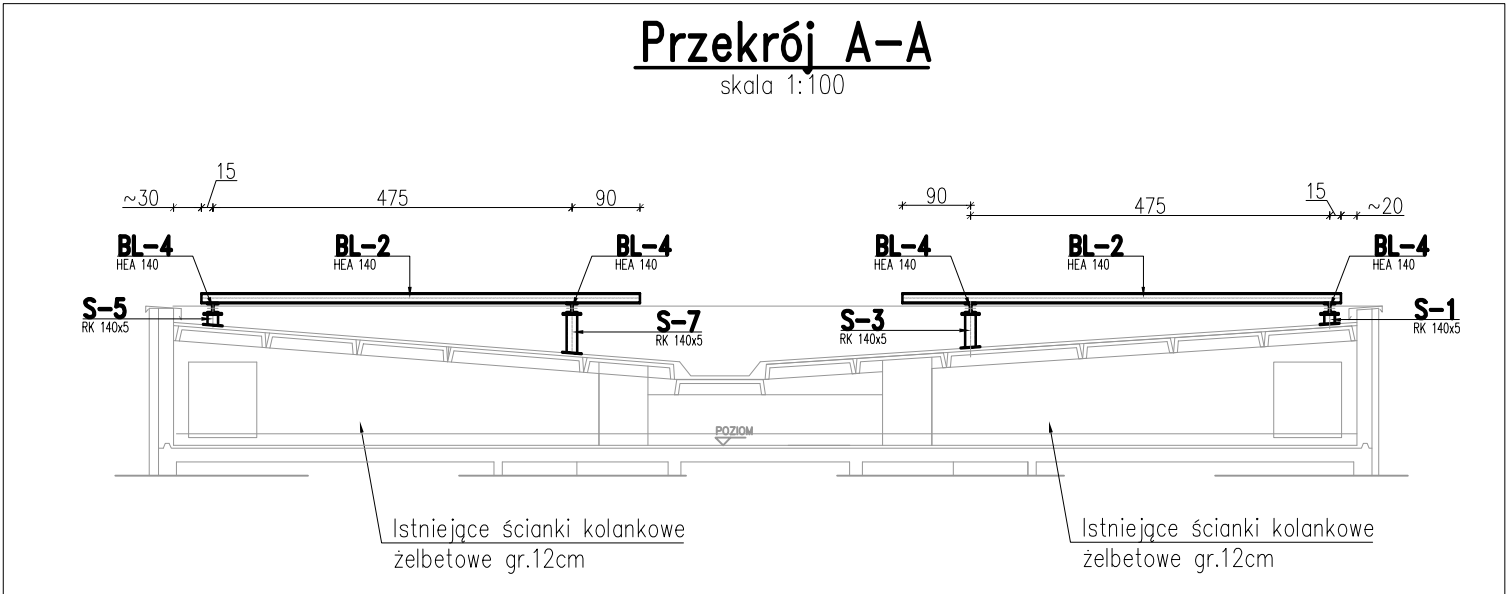 Przekrój A-A
skala 1:100
~30
15
475
90
90
475
15
~20
BL-4
HEA 140
BL-2
HEA 140
BL-4
HEA 140
BL-4
HEA 140
BL-2
HEA 140
BL-4
HEA 140
S-5
RK 140x5
S-7
RK 140x5
S-3
RK 140x5
S-1
RK 140x5
POZIOM
Istniejące ścianki kolankowe
żelbetowe gr.12cm
Istniejące ścianki kolankowe
żelbetowe gr.12cm